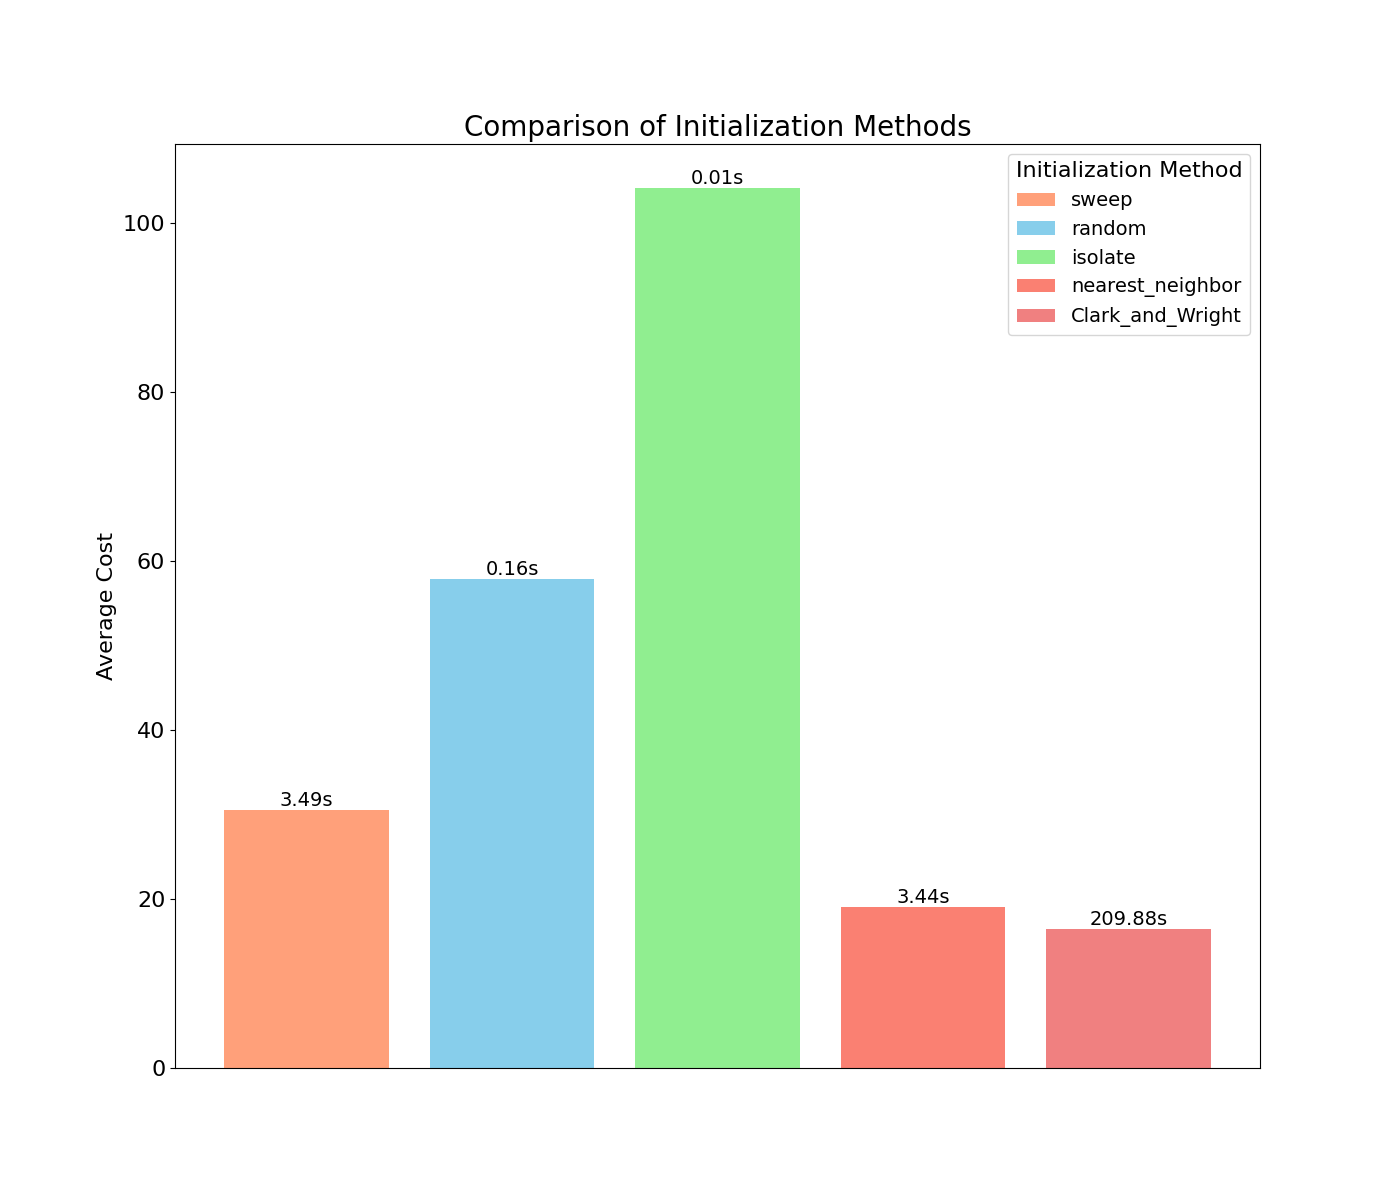 Comparison of Initialization Methods
Average Cost
100
80
60
40
20
0
3.49s
0.16s
0.01s
3.44s
209.88s
Initialization Method
sweep
random
isolate
nearest_neighbor
Clark_and_Wright